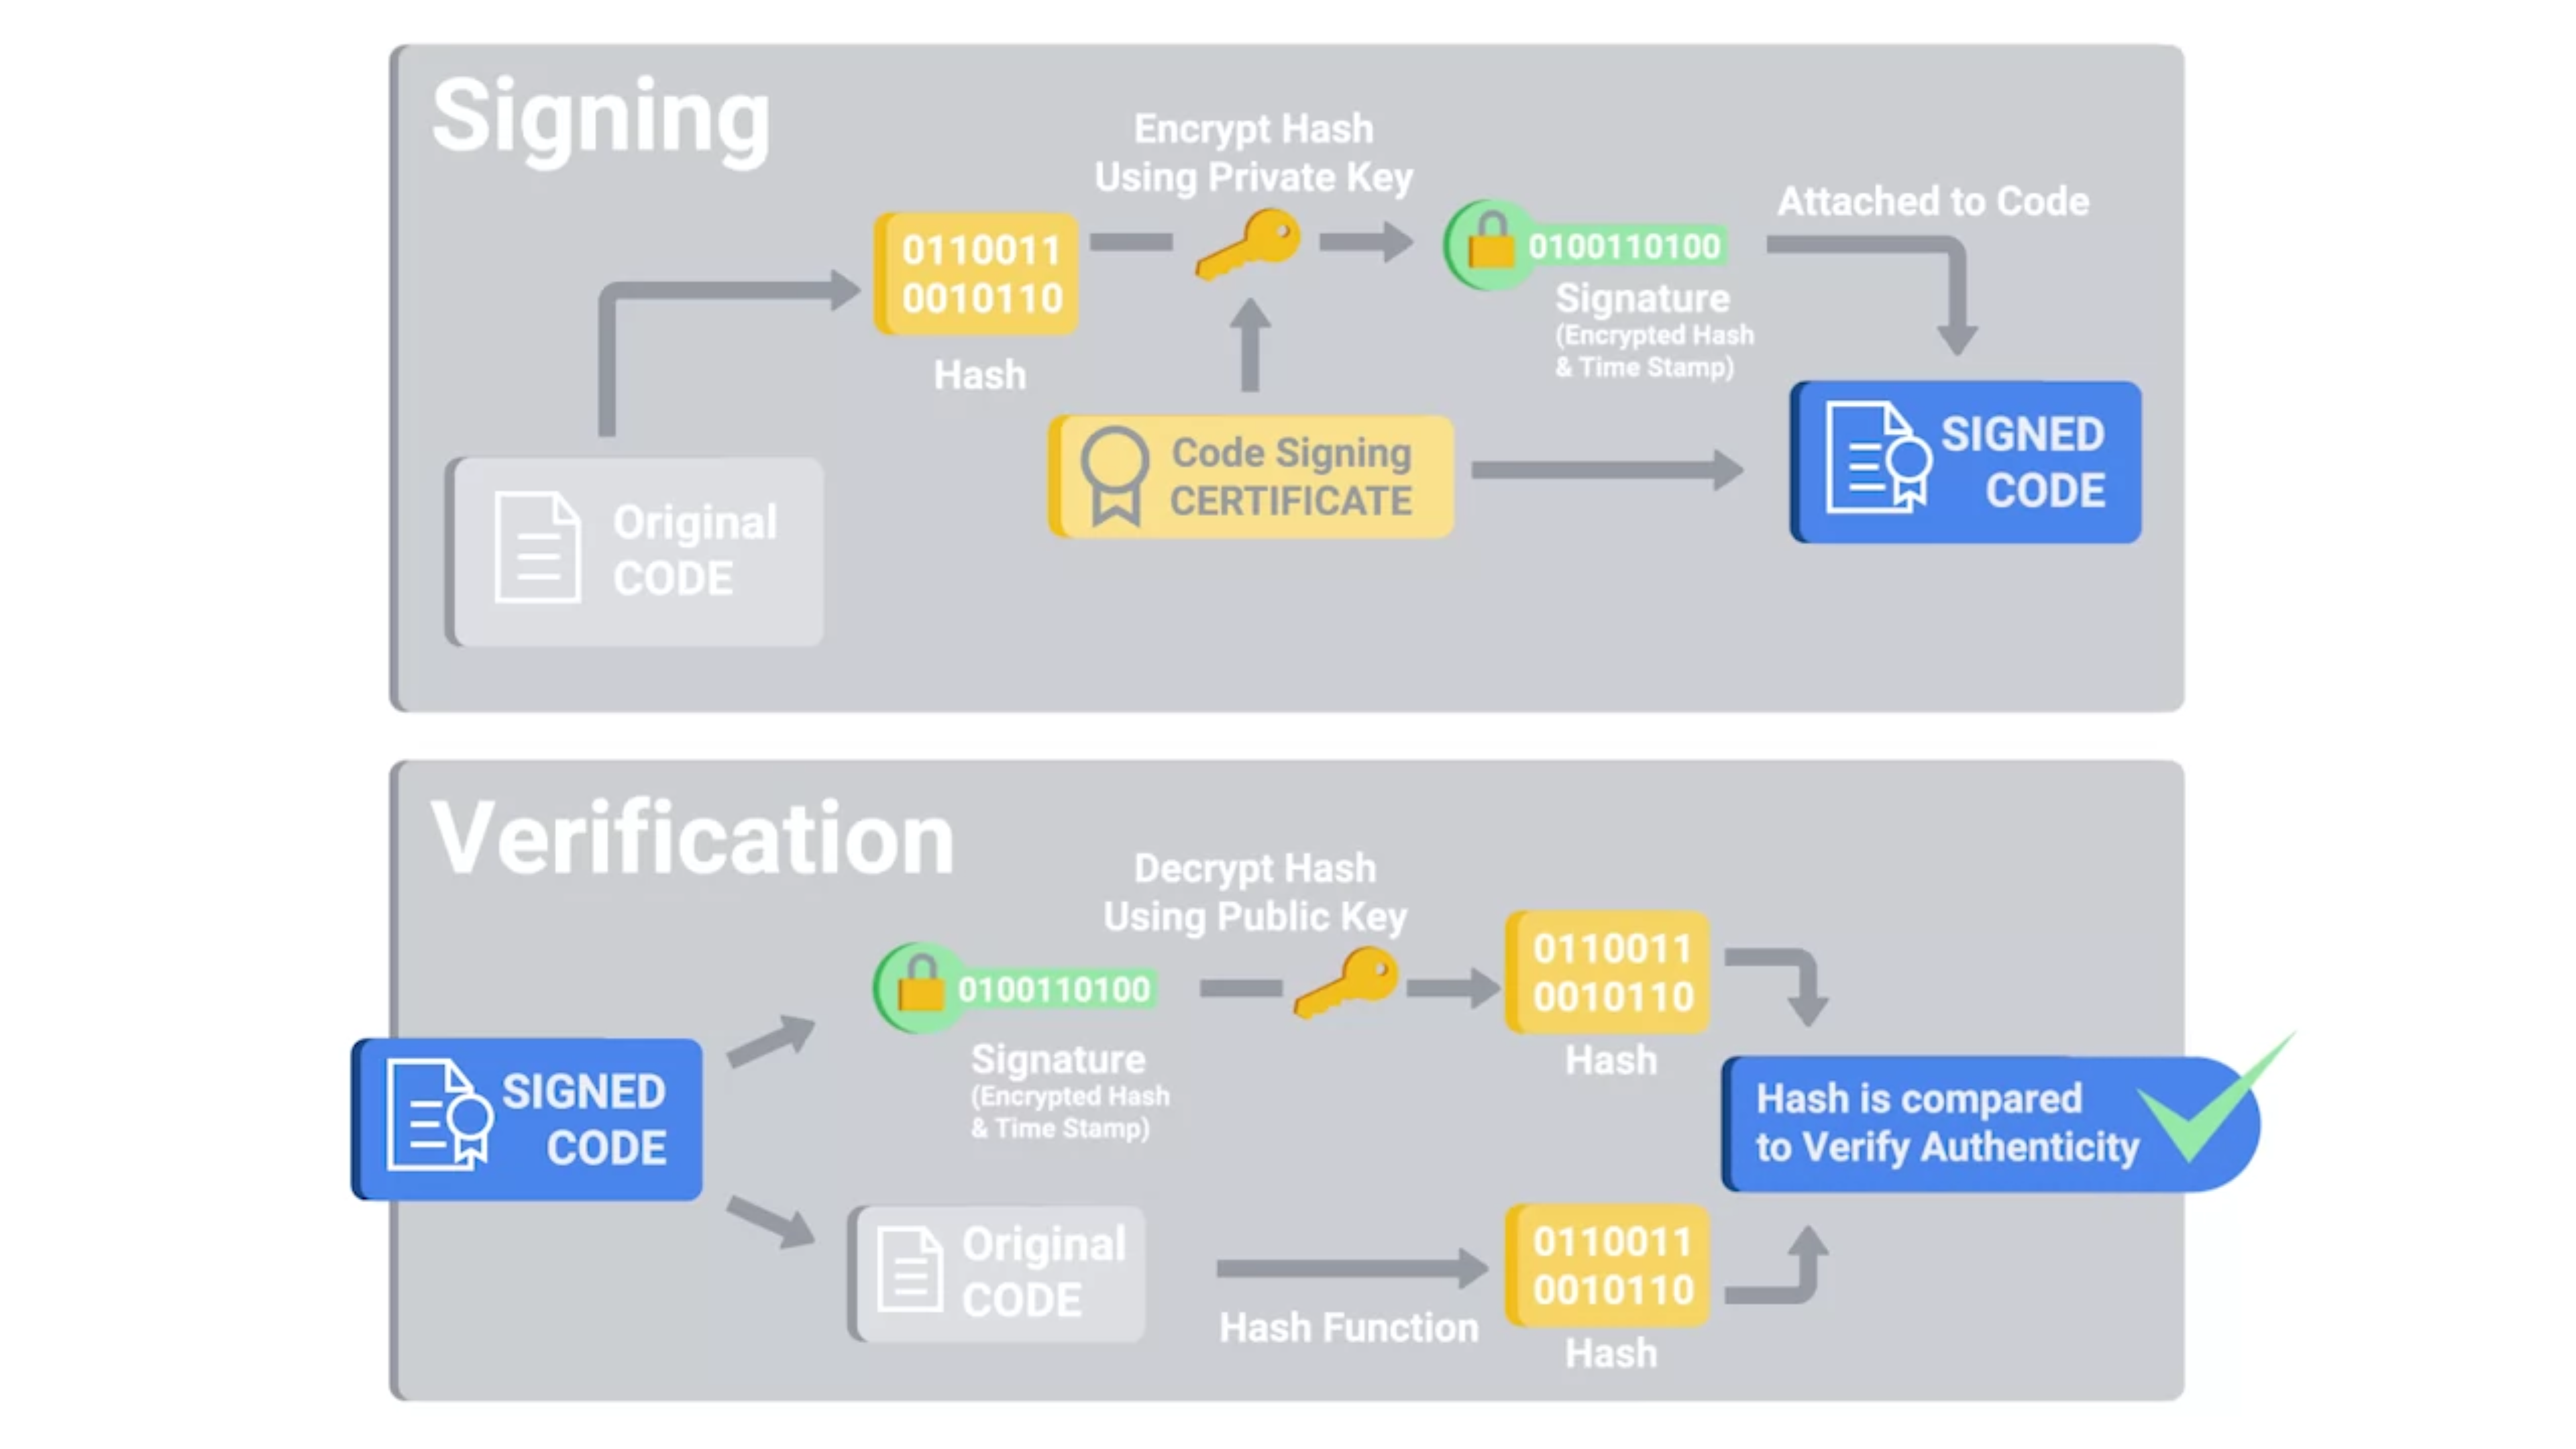 Signing
Encrypt Hash
Using Private Key
Attached to Code
0110011
0010110
Hash
0100110100
Signature
(Encrypted Hash
& Time Stamp)
Original
CODE
Code Signing
CERTIFICATE
SIGNED
CODE
Verification
Decrypt Hash
Using Public Key
SIGNED
CODE
0100110100
Signature
(Encrypted Hash
& Time Stamp)
0110011
0010110
Hash
Original
CODE
Hash Function
0110011
0010110
Hash
Hash is compared
to Verify Authenticity